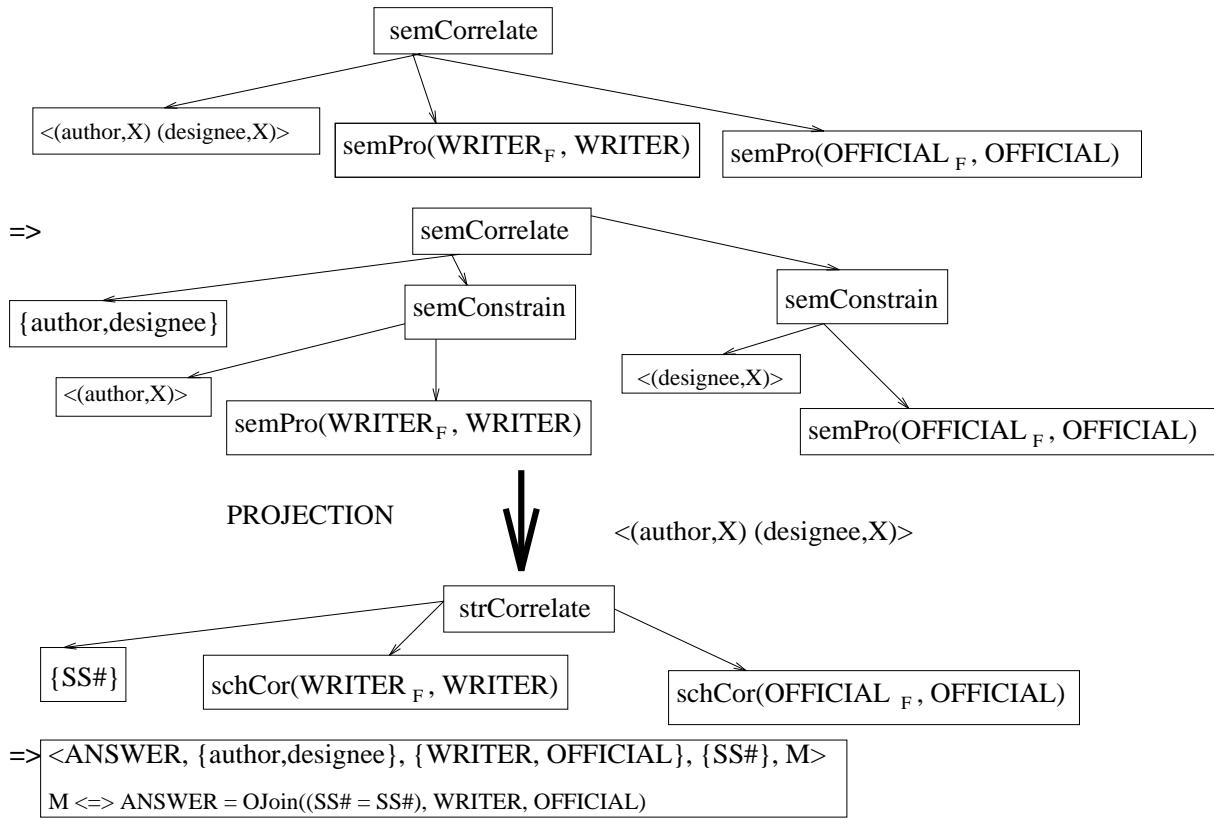 semCorrelate
<(author,X) (designee,X)>
semPro(WRITER_F, WRITER)
semPro(OFFICIAL_F, OFFICIAL)
=>
semCorrelate
{author,designee}
semConstrain
semConstrain
<(author,X)>
<(designee,X)>
semPro(WRITER_F, WRITER)
semPro(OFFICIAL_F, OFFICIAL)
PROJECTION
<(author,X) (designee,X)>
strCorrelate
{SS#}
schCor(WRITER_F, WRITER)
schCor(OFFICIAL_F, OFFICIAL)
=> <ANSWER, {author,designee}, {WRITER, OFFICIAL}, {SS#}, M>
M <=> ANSWER = OJoin((SS# = SS#), WRITER, OFFICIAL)